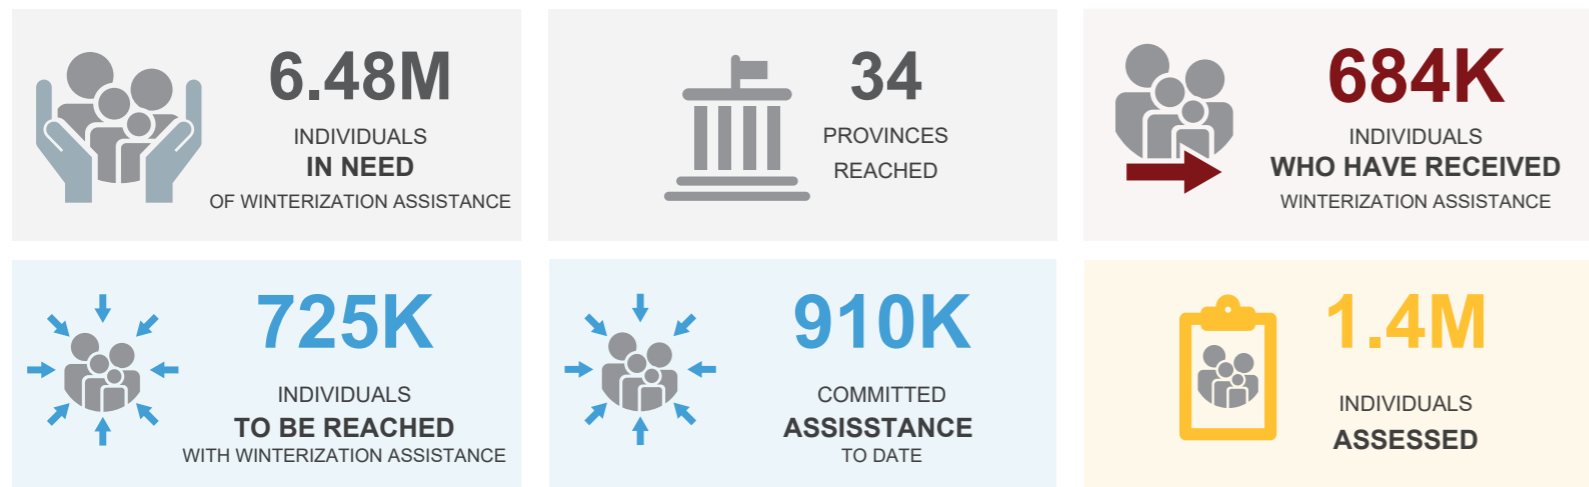 6.48M
INDIVIDUALS
IN NEED
OF WINTERIZATION ASSISTANCE
34
PROVINCES
REACHED
684K
INDIVIDUALS
WHO HAVE RECEIVED
WINTERIZATION ASSISTANCE
725K
INDIVIDUALS
TO BE REACHED
WITH WINTERIZATION ASSISTANCE
910K
COMMITTED
ASSISSTANCE
TO DATE
1.4M
INDIVIDUALS
ASSESSED